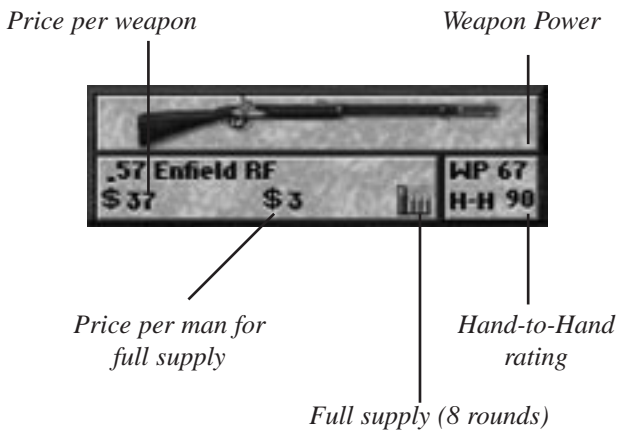 Price per weapon
Weapon Power
.57 Enfield RF
WP 67
$ 37
$ 3
H-H 90
Price per man for
full supply
Hand-to-Hand
rating
Full supply (8 rounds)